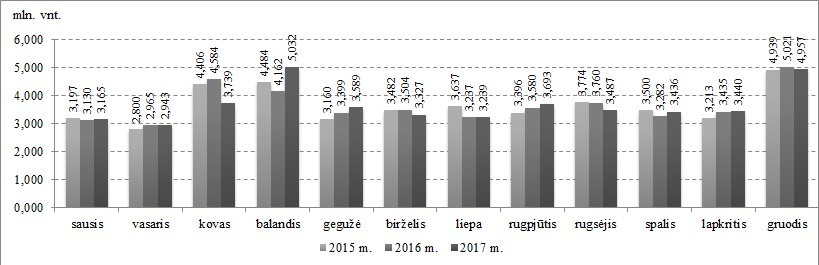 mln. vnt.
6,000
5,000
4,000
3,000
2,000
1,000
0,000
3,197 3,130 3,165
2,800 2,965 2,943
4,406 4,584 3,739
4,484 4,162 5,032
3,160 3,399 3,589
3,482 3,504 3,327
3,637 3,237 3,239
3,396 3,580 3,693
3,774 3,760 3,487
3,500 3,282 3,436
3,213 3,435 3,440
4,939 5,021 4,957
sausis vasaris kovas balandis gegužė birželis liepa rugpjūtis rugsėjis spalis lapkritis gruodis
2015 m. 2016 m. 2017 m.